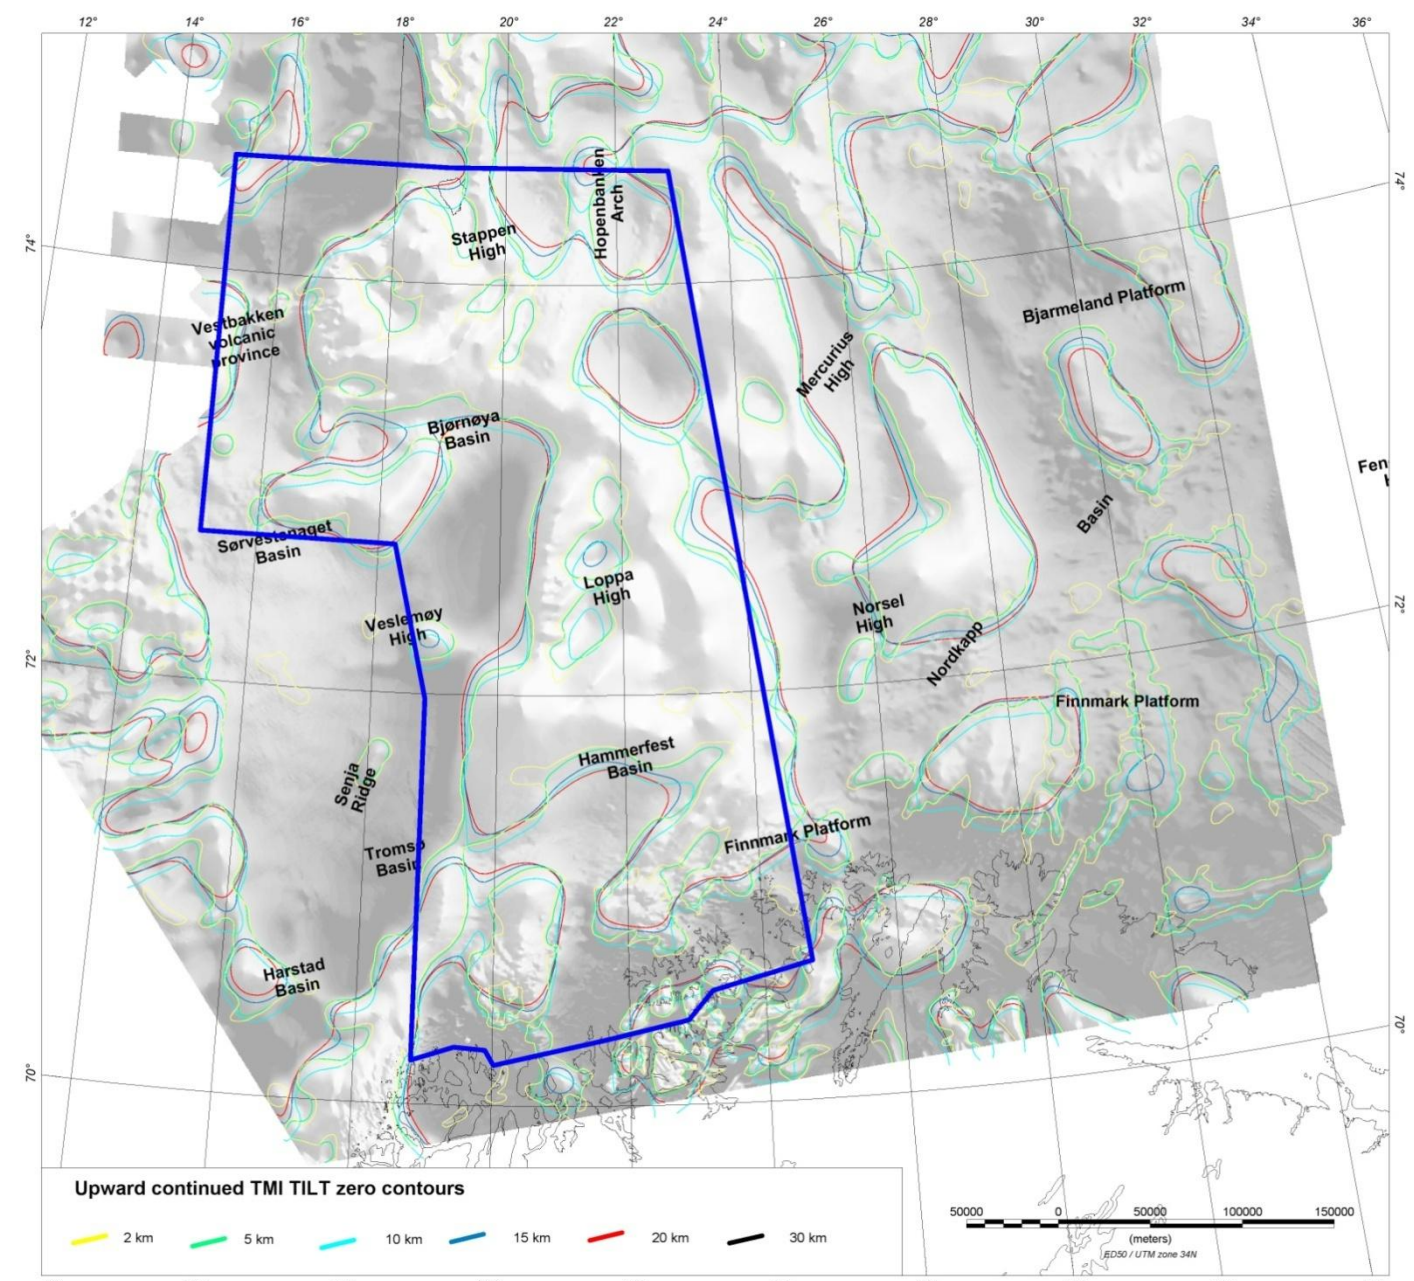 12° 14° 16° 18° 20° 22° 24° 26° 28° 30° 32° 34° 36°
74°
74°
Hopenbanken
Arch
Stappen
High
Bjarmeland Platform
Vestbakken
volcanic
province
Mercurius
High
Bjørnøya
Basin
Fen
Basin
Sørvestsnaget
Basin
Loppa
High
72°
Norsel
High
Veslemøy
High
Nordkapp
72°
Finnmark Platform
Hammerfest
Basin
Senja
Ridge
Finnmark Platform
Tromsø
Basin
Harstad
Basin
70°
70°
Upward continued TMI TILT zero contours
2 km 5 km 10 km 15 km 20 km 30 km
50000 0 50000 100000 150000
(meters)
ED50 / UTM zone 34N